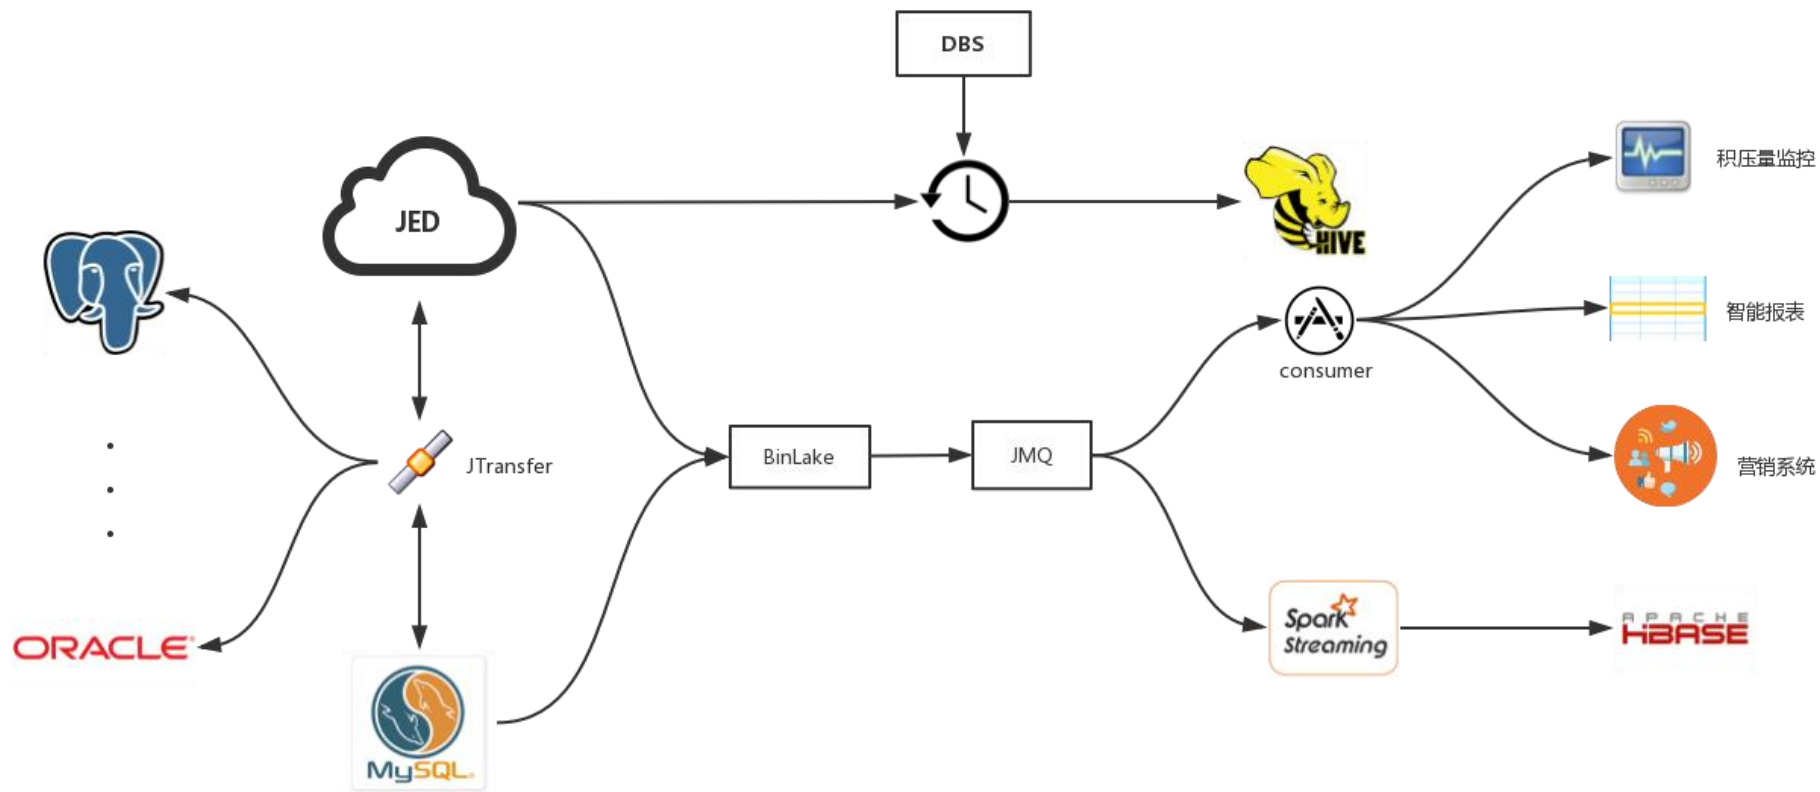 DBS
JED
HIVE
积压量监控
智能报表
consumer
JTransfer
BinLake
JMQ
营销系统
ORACLE
Spark
Streaming
APACHE
HBASE
MySQL